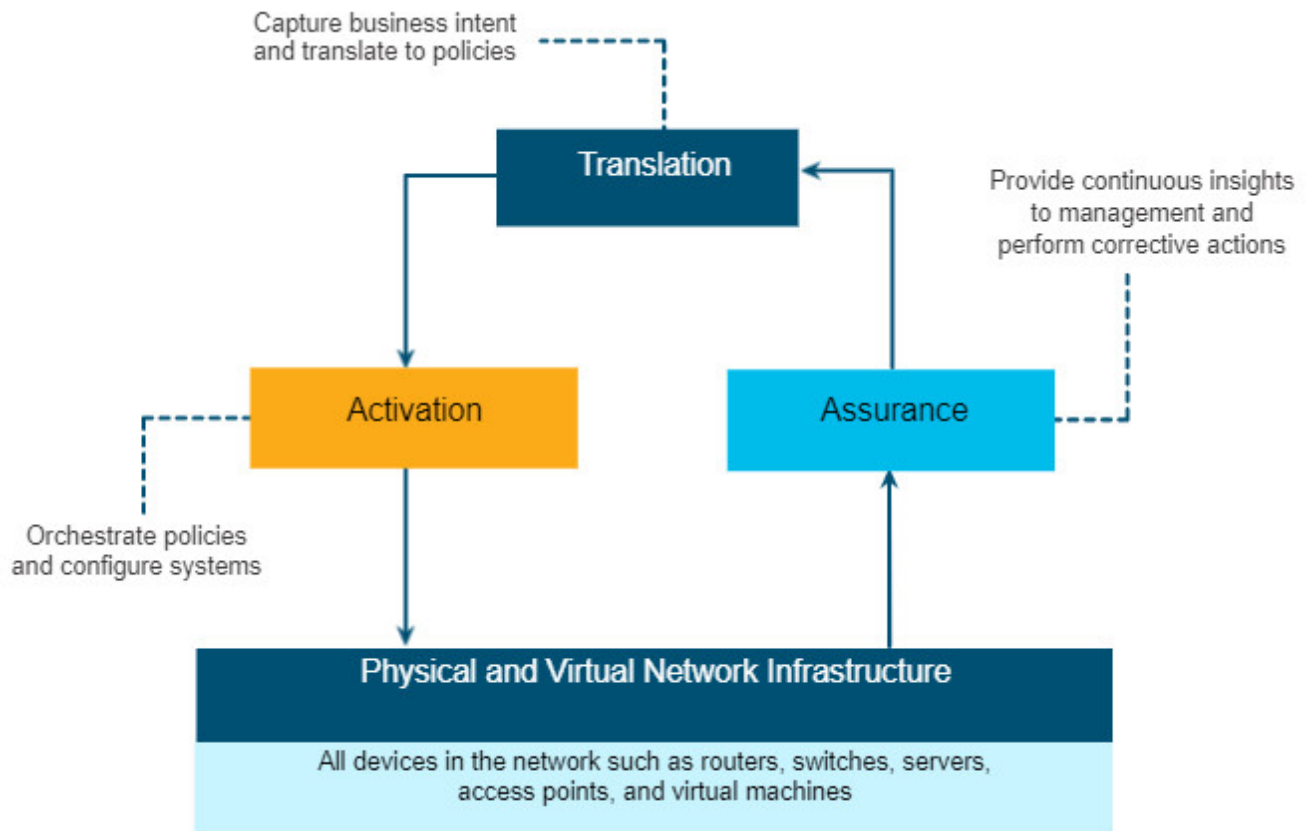 Capture business intent
and translate to policies
Translation
Provide continuous insights
to management and
perform corrective actions
Activation
Assurance
Orchestrate policies
and configure systems
Physical and Virtual Network Infrastructure
All devices in the network such as routers, switches, servers,
access points, and virtual machines